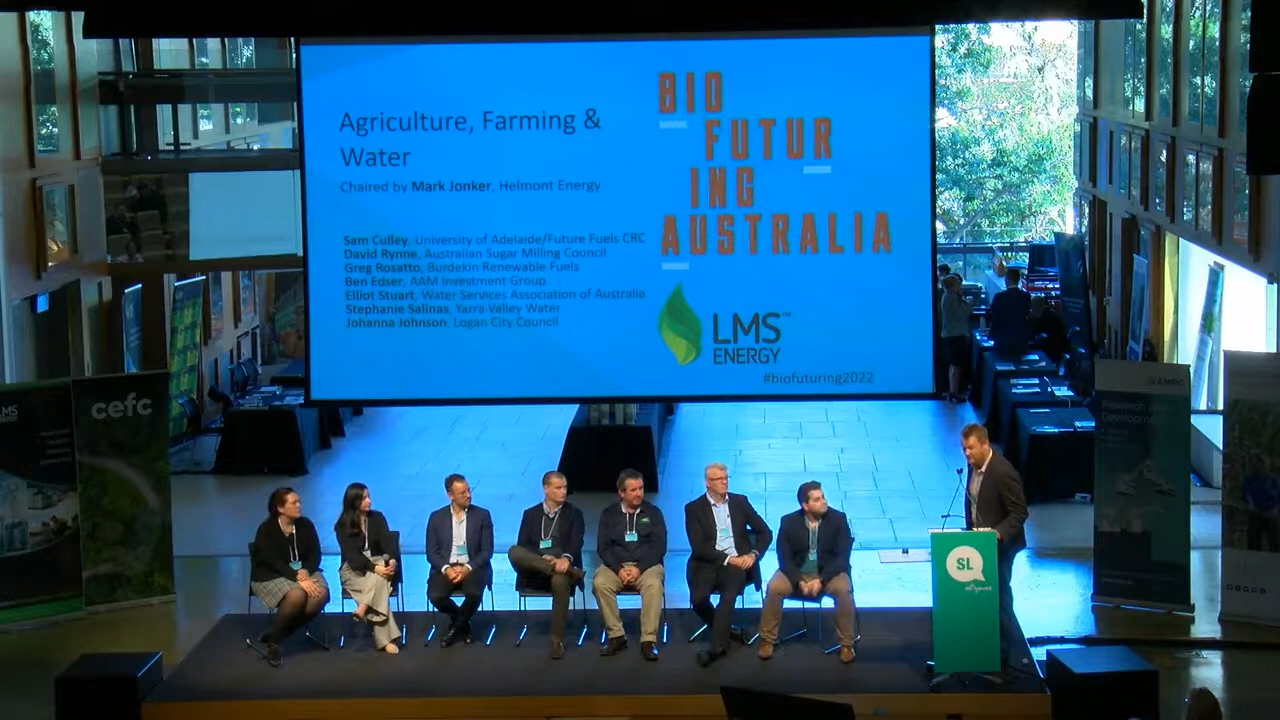 Agriculture, Farming &
Water
Chaired by Mark Jonker, Helmont Energy
Sam Culley, University of Adelaide/Future Fuels CRC
David Rynne, Australian Sugar Milling Council
Greg Rosatto, Burdekin Renewable Fuels
Ben Edser, AAM Investment Group
Elliot Stuart, Water Services Association of Australia
Stephanie Salinas, Yarra Valley Water
Johanna Johnson, Logan City Council
BIO
FUTUR
ING
AUSTRALIA
LMS™
ENERGY
#biofuturing2022
LMS
cefc
SL
Research
Development